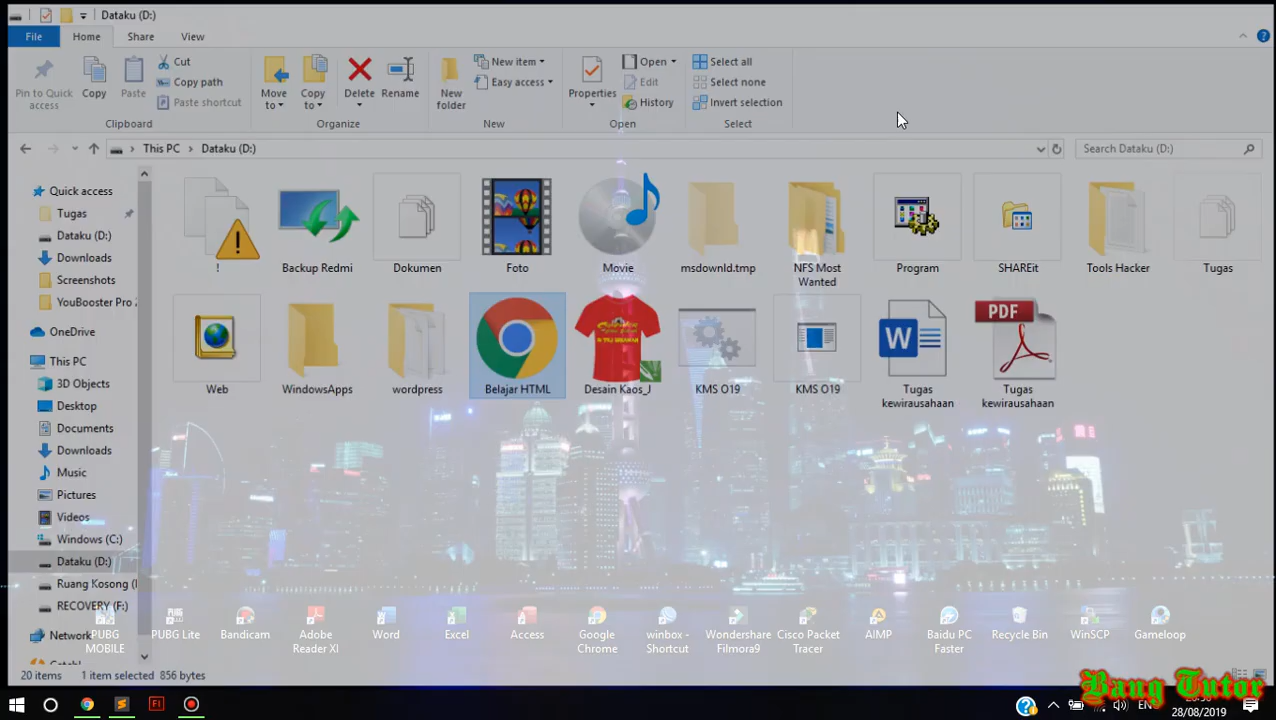 Dataku (D:)
File Home Share View
Pin to Quick access
Copy
Paste
Cut
Copy path
Paste shortcut
Clipboard
Move to
Copy to
Delete
Rename
Organize
New folder
New item
Easy access
New
Properties
Open
Edit
History
Open
Select all
Select none
Invert selection
Select
This PC Dataku (D:)
Search Dataku (D:)
Quick access
Tugas
Dataku (D:)
Downloads
Screenshots
YouBooster Pro 2
OneDrive
This PC
3D Objects
Desktop
Documents
Downloads
Music
Pictures
Videos
Windows (C:)
Dataku (D:)
Ruang Kosong (
RECOVERY (F:)
Network
!
Backup Redmi
Dokumen
Foto
Movie
msdownld.tmp
NFS Most
Wanted
Program
SHAREit
Tools Hacker
Tugas
Web
WindowsApps
wordpress
Belajar HTML
Desain Kaos_J
KMS O19
KMS O19
Tugas
kewirausahaan
PDF
Tugas
kewirausahaan
PUBG
MOBILE
PUBG Lite
Bandicam
Adobe
Reader XI
Word
Excel
Access
Google
Chrome
winbox -
Shortcut
Wondershare
Filmora9
Cisco Packet
Tracer
AIMP
Baidu PC
Faster
Recycle Bin
WinSCP
Gameloop
20 items 1 item selected 856 bytes
Bang Tutor
28/08/2019